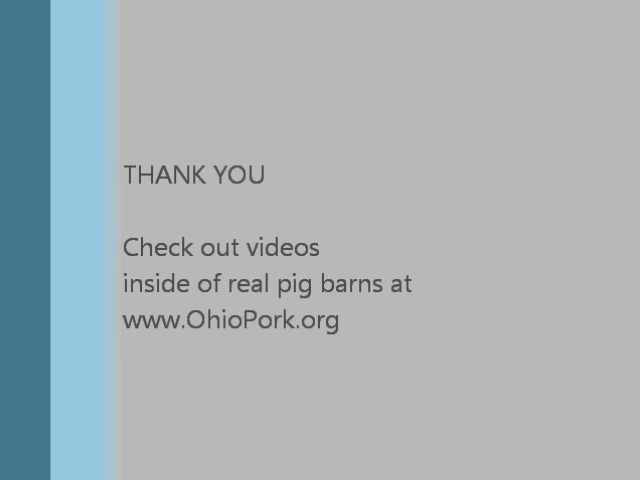 THANK YOU
Check out videos
inside of real pig barns at
www.OhioPork.org